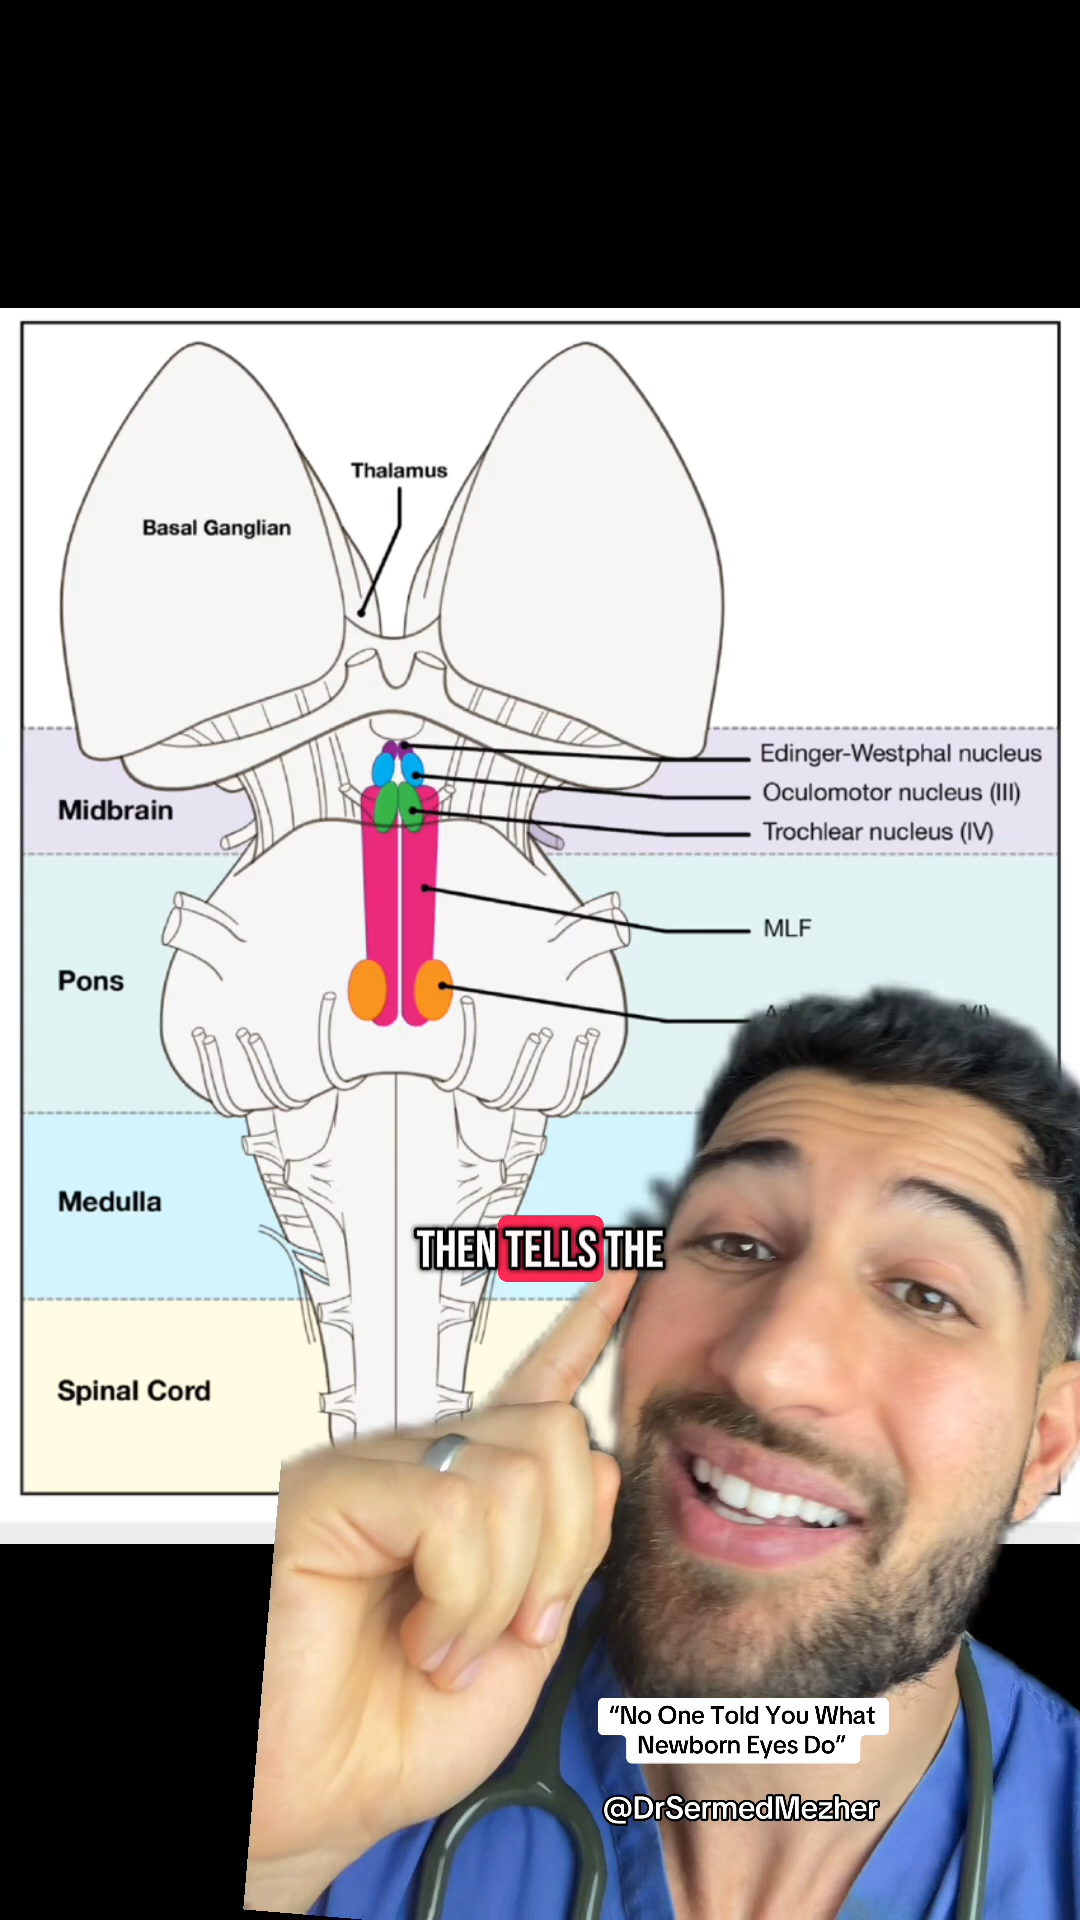 Thalamus
Basal Ganglian
Edinger-Westphal nucleus
Midbrain
Oculomotor nucleus (III)
Trochlear nucleus (IV)
MLF
Pons
Medulla
THEN TELLS THE
Spinal Cord
“No One Told You What
Newborn Eyes Do”
@DrSermedMezher